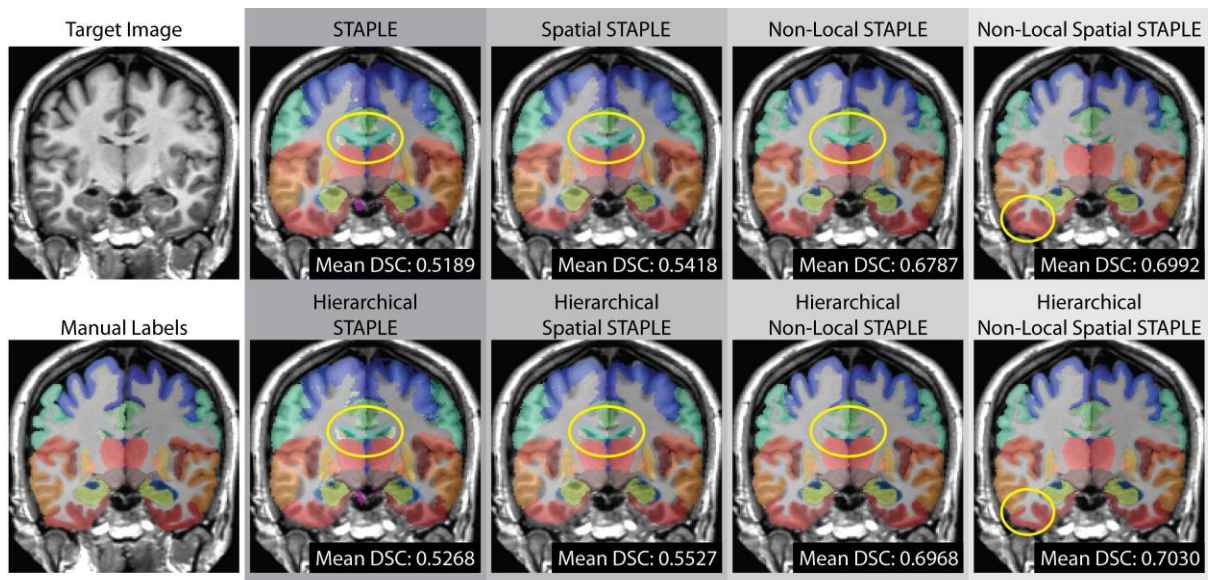 Target Image
STAPLE
Spatial STAPLE
Non-Local STAPLE
Non-Local Spatial STAPLE
Mean DSC: 0.5189
Mean DSC: 0.5418
Mean DSC: 0.6787
Mean DSC: 0.6992
Manual Labels
Hierarchical
STAPLE
Hierarchical
Spatial STAPLE
Hierarchical
Non-Local STAPLE
Hierarchical
Non-Local Spatial STAPLE
Mean DSC: 0.5268
Mean DSC: 0.5527
Mean DSC: 0.6968
Mean DSC: 0.7030